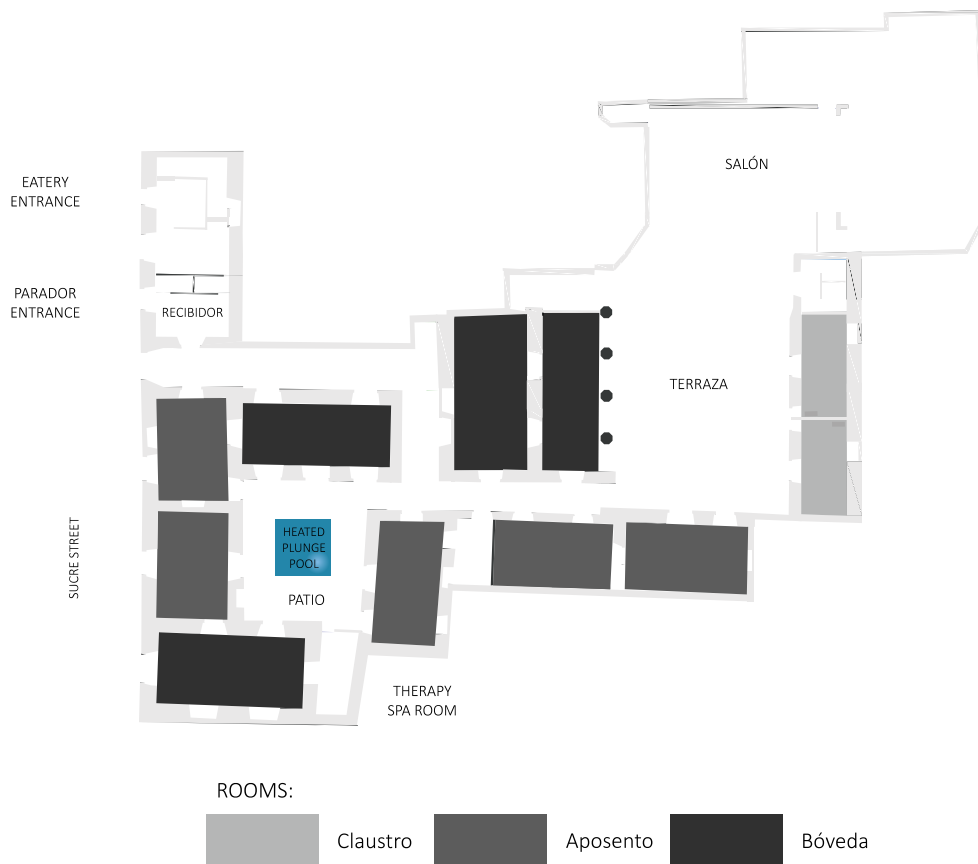 SALÓN
EATERY
ENTRANCE
PARADOR
ENTRANCE
RECIBIDOR
TERRAZA
SUCRE STREET
HEATED
PLUNGE
POOL
PATIO
THERAPY
SPA ROOM
ROOMS:
Claustro
Aposento
Bóveda